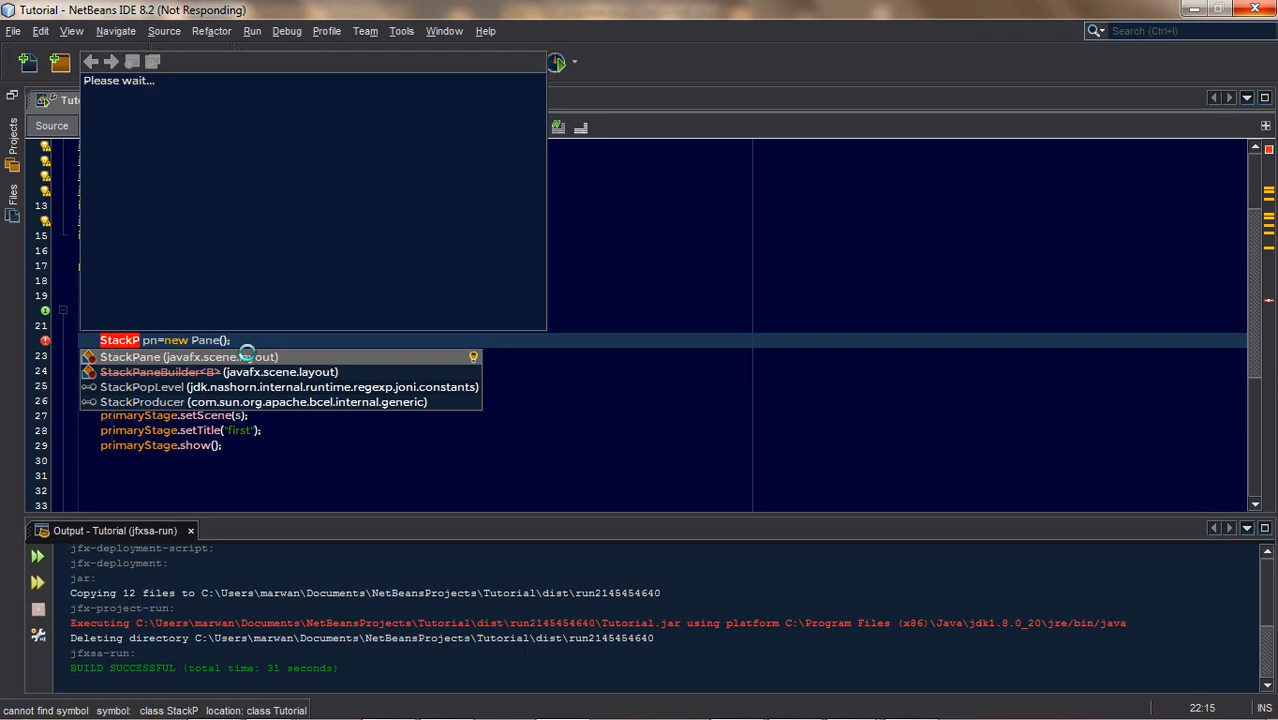 Tutorial - NetBeans IDE 8.2 (Not Responding)
File Edit View Navigate Source Refactor Run Debug Profile Team Tools Window Help
Search (Ctrl+I)
Please wait...
Source
Projects
Files
13
15
16
17
18
19
21
StackP pn=new Pane();
23 StackPane (javafx.scene.layout)
24 StackPaneBuilder<B> (javafx.scene.layout)
25 StackPopLevel (jdk.nashorn.internal.runtime.regexp.joni.constants)
26 StackProducer (com.sun.org.apache.bcel.internal.generic)
27 primaryStage.setScene(s);
28 primaryStage.setTitle("first");
29 primaryStage.show();
30
31
32
33
Output - Tutorial (jfxsa-run)
jfx-deployment-script:
jfx-deployment:
jar:
Copying 12 files to C:\Users\marwan\Documents\NetBeansProjects\Tutorial\dist\run2145454640
jfx-project-run:
Executing C:\Users\marwan\Documents\NetBeansProjects\Tutorial\dist\run2145454640\Tutorial.jar using platform C:\Program Files (x86)\Java\jdk1.8.0_20\jre/bin/java
Deleting directory C:\Users\marwan\Documents\NetBeansProjects\Tutorial\dist\run2145454640
jfxsa-run:
BUILD SUCCESSFUL (total time: 31 seconds)
cannot find symbol symbol: class StackP location: class Tutorial
22:15 INS